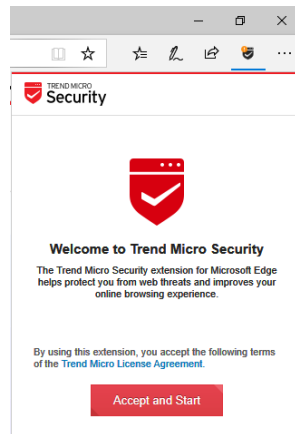 TREND MICRO
Security
Welcome to Trend Micro Security
The Trend Micro Security extension for Microsoft Edge
helps protect you from web threats and improves your
online browsing experience.
By using this extension, you accept the following terms
of the Trend Micro License Agreement.
Accept and Start